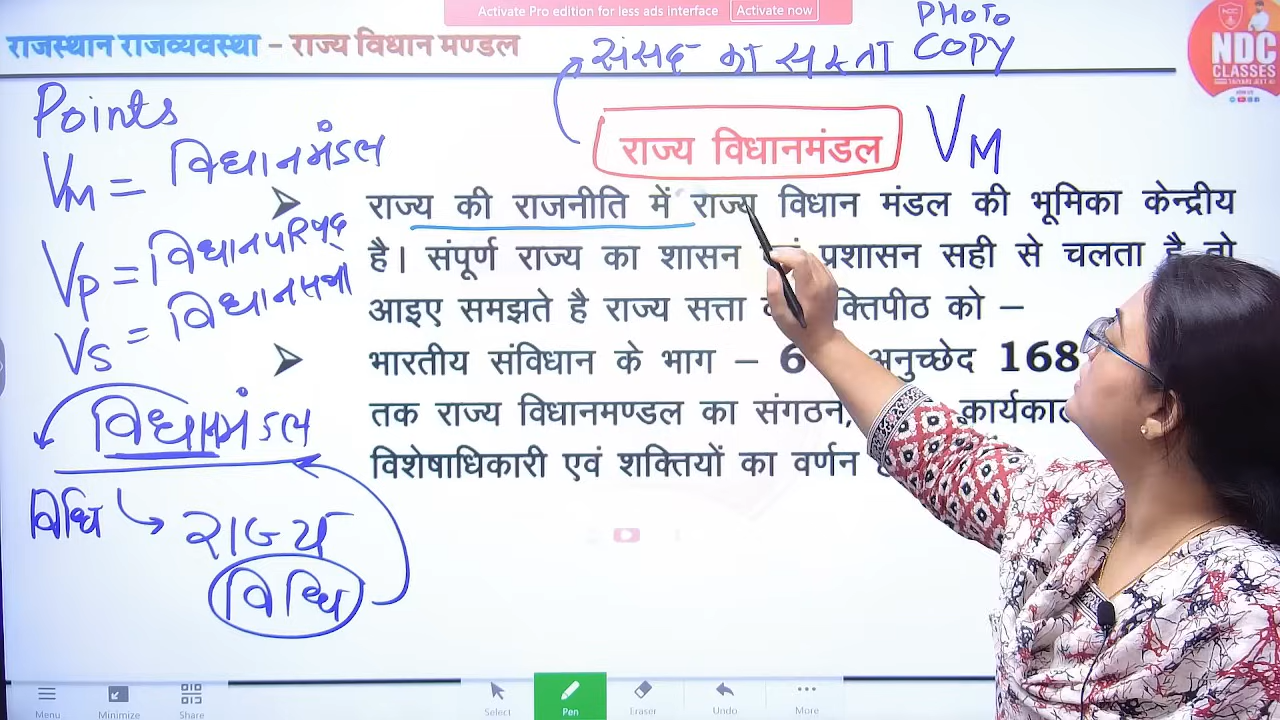 Activate Pro edition for less ads interface Activate now
राजस्थान राजव्यवस्था – राज्य विधान मण्डल
संसद का सस्ता PHOTO COPY
NDC
CLASSES
Points
राज्य विधानमंडल VM
VM = विधानमंडल
राज्य की राजनीति में राज्य विधान मंडल की भूमिका केन्द्रीय
VP = विधानपरिषद्
है। संपूर्ण राज्य का शासन प्रशासन सही से चलता है तो
VS = विधानसभा
आइए समझते है राज्य सत्ता को –
भारतीय संविधान के भाग – 6 अनुच्छेद 168
विधानमंडल
तक राज्य विधानमण्डल का संगठन, कार्यकाल
विशेषाधिकारी एवं शक्तियों का वर्णन
विधि राज्य
विधि
Menu Minimize Share Select Pen Eraser Undo More